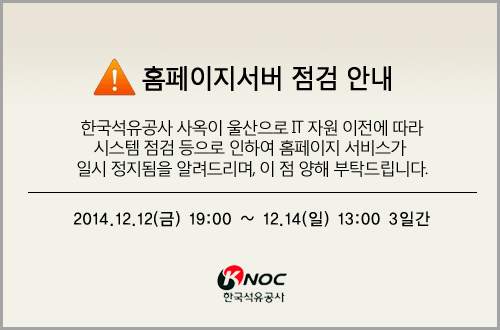 홈페이지서버 점검 안내
한국석유공사 사옥이 울산으로 IT 자원 이전에 따라
시스템 점검 등으로 인하여 홈페이지 서비스가
일시 정지됨을 알려드리며, 이 점 양해 부탁드립니다.
2014.12.12(금) 19:00 ~ 12.14(일) 13:00 3일간
KNOC
한국석유공사